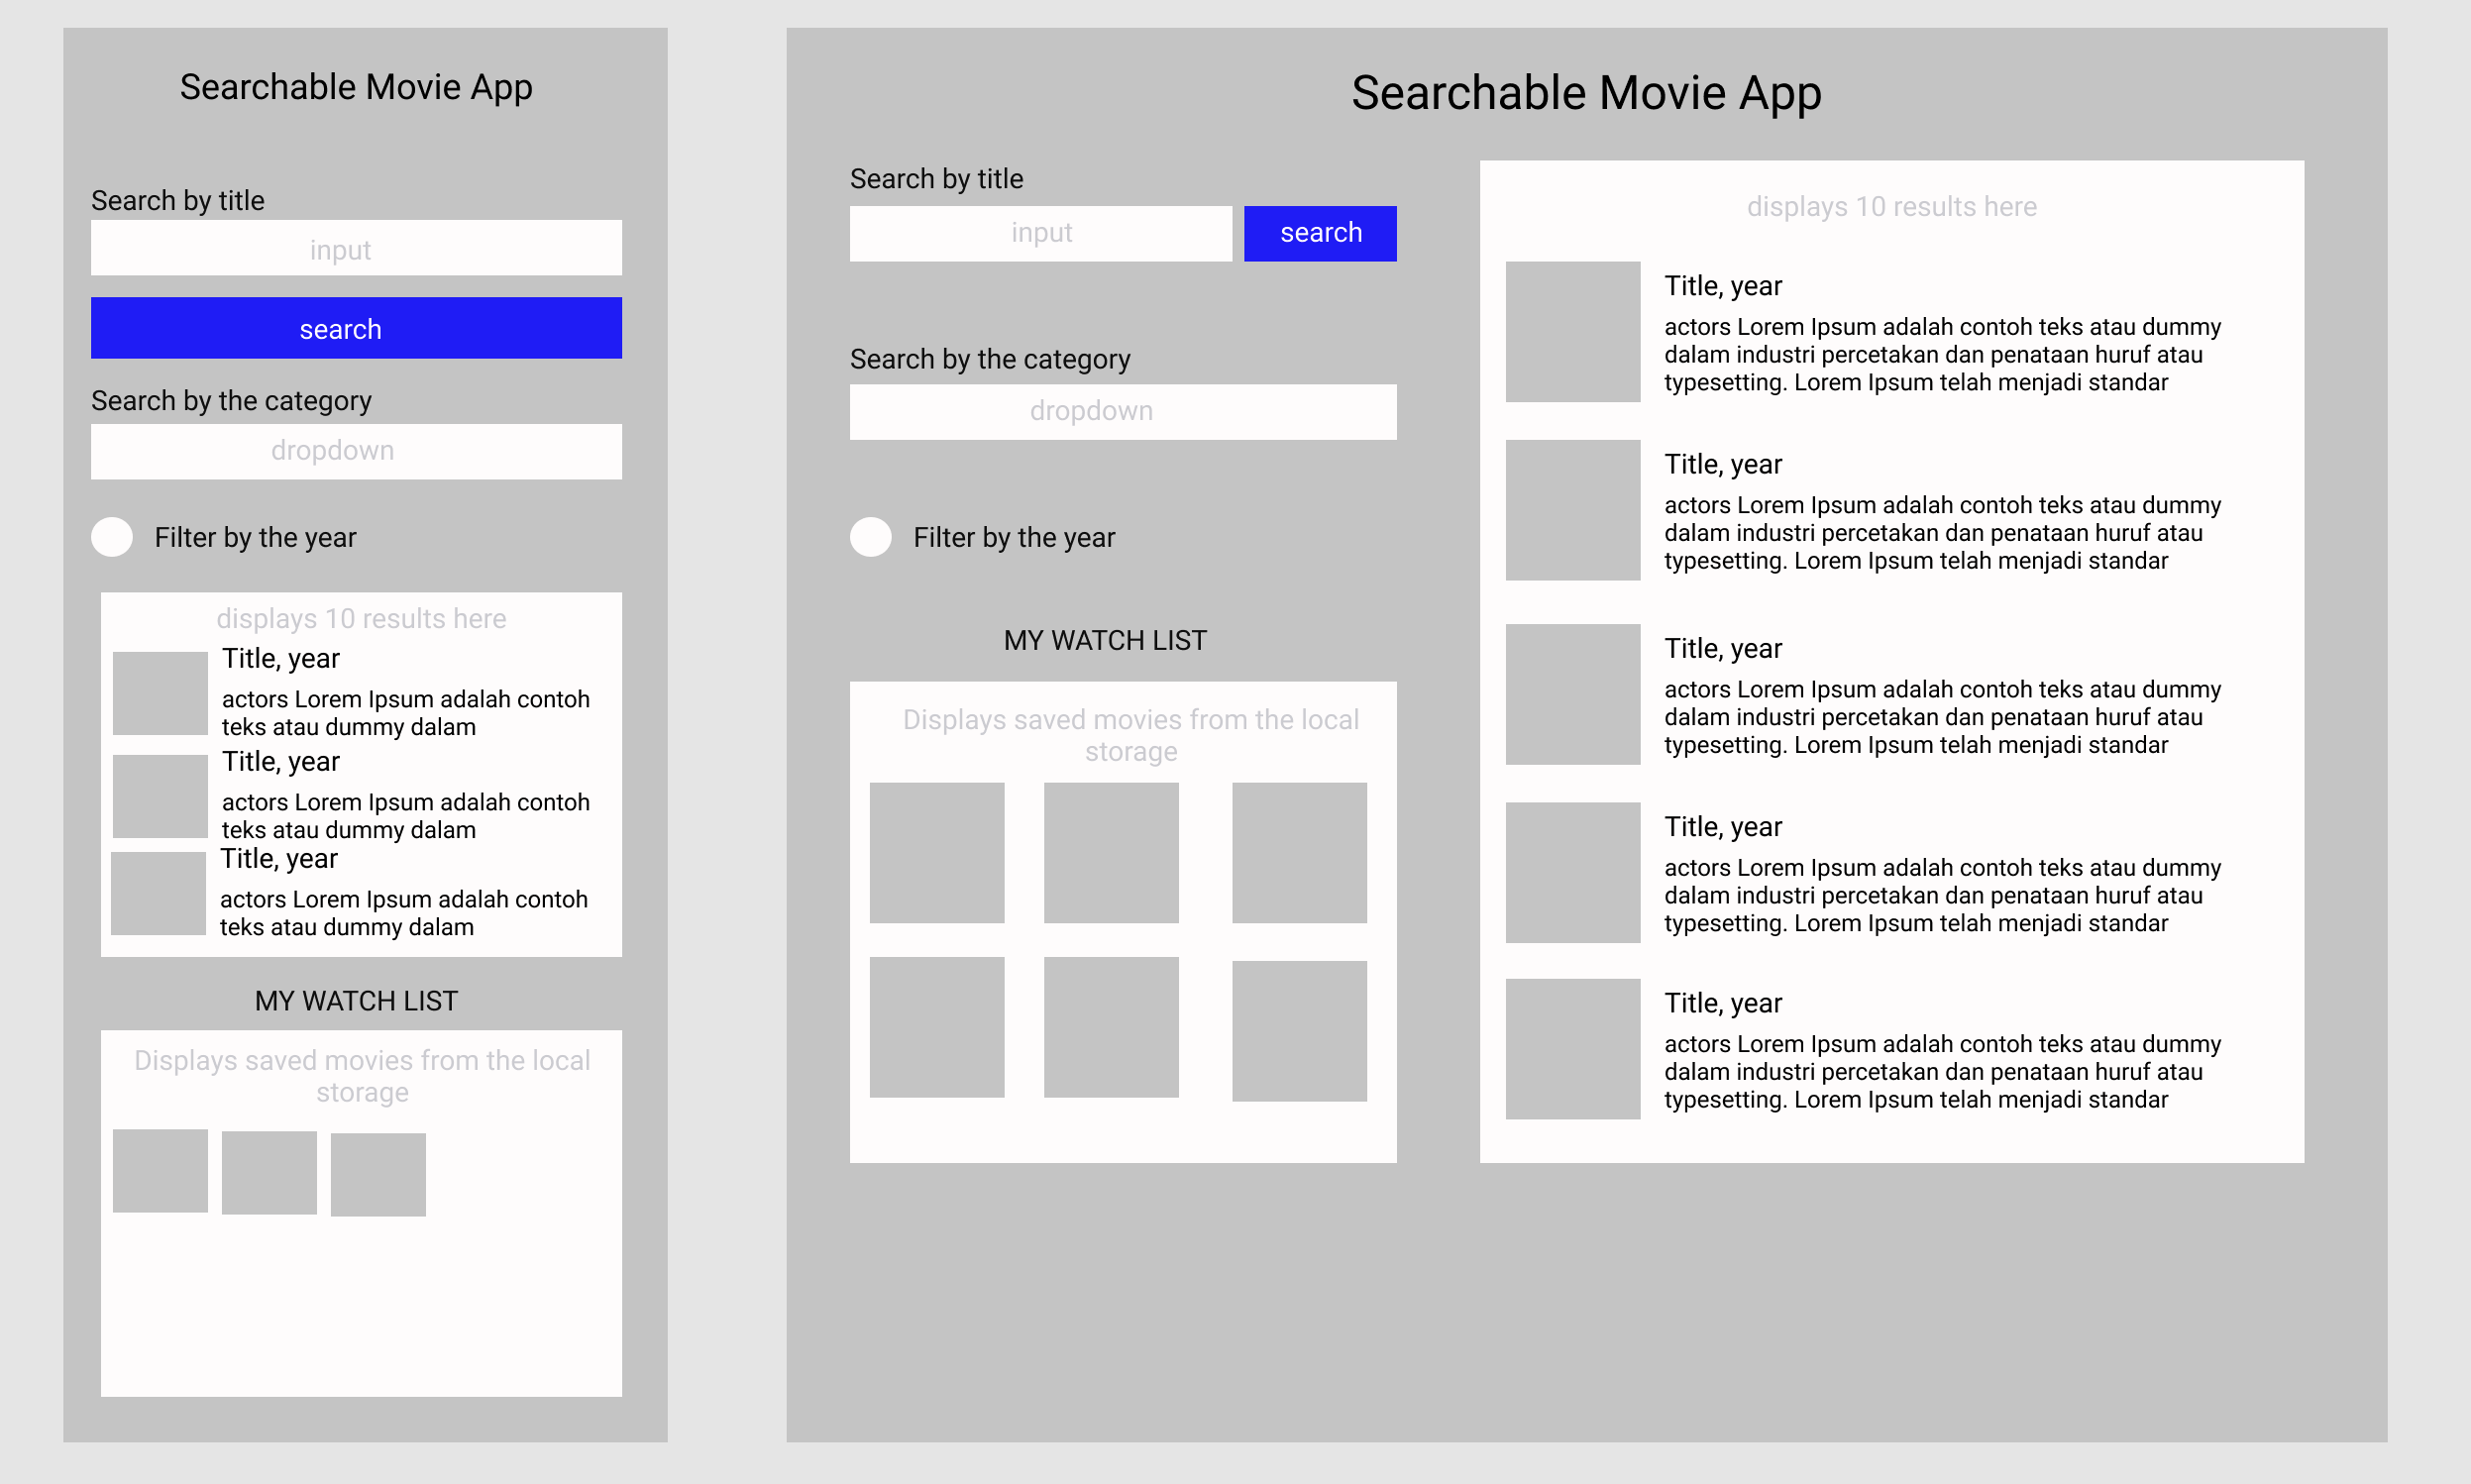 Searchable Movie App
Search by title
input
search
Search by the category
dropdown
Filter by the year
displays 10 results here
Title, year
actors Lorem Ipsum adalah contoh
teks atau dummy dalam
Title, year
actors Lorem Ipsum adalah contoh
teks atau dummy dalam
Title, year
actors Lorem Ipsum adalah contoh
teks atau dummy dalam
MY WATCH LIST
Displays saved movies from the local
storage
Searchable Movie App
Search by title
input
search
Search by the category
dropdown
Filter by the year
MY WATCH LIST
Displays saved movies from the local
storage
displays 10 results here
Title, year
actors Lorem Ipsum adalah contoh teks atau dummy
dalam industri percetakan dan penataan huruf atau
typesetting. Lorem Ipsum telah menjadi standar
Title, year
actors Lorem Ipsum adalah contoh teks atau dummy
dalam industri percetakan dan penataan huruf atau
typesetting. Lorem Ipsum telah menjadi standar
Title, year
actors Lorem Ipsum adalah contoh teks atau dummy
dalam industri percetakan dan penataan huruf atau
typesetting. Lorem Ipsum telah menjadi standar
Title, year
actors Lorem Ipsum adalah contoh teks atau dummy
dalam industri percetakan dan penataan huruf atau
typesetting. Lorem Ipsum telah menjadi standar
Title, year
actors Lorem Ipsum adalah contoh teks atau dummy
dalam industri percetakan dan penataan huruf atau
typesetting. Lorem Ipsum telah menjadi standar